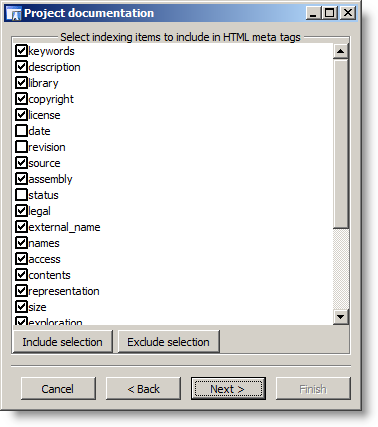 Project documentation
Select indexing items to include in HTML meta tags
keywords
description
library
copyright
license
date
revision
source
assembly
status
legal
external_name
names
access
contents
representation
size
exploration
Include selection Exclude selection
Cancel < Back Next > Finish